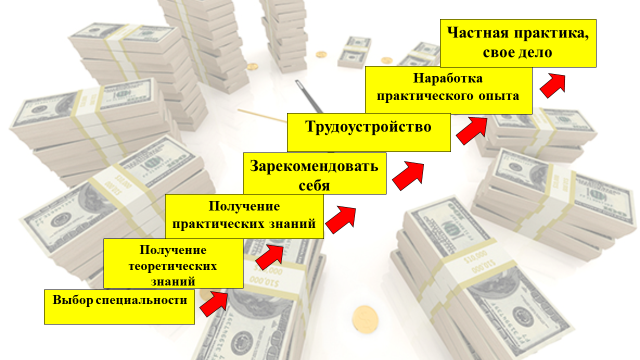 Частная практика,
свое дело
Наработка
практического опыта
Трудоустройство
Зарекомендовать
себя
Получение
практических знаний
Получение
теоретических
знаний
Выбор специальности